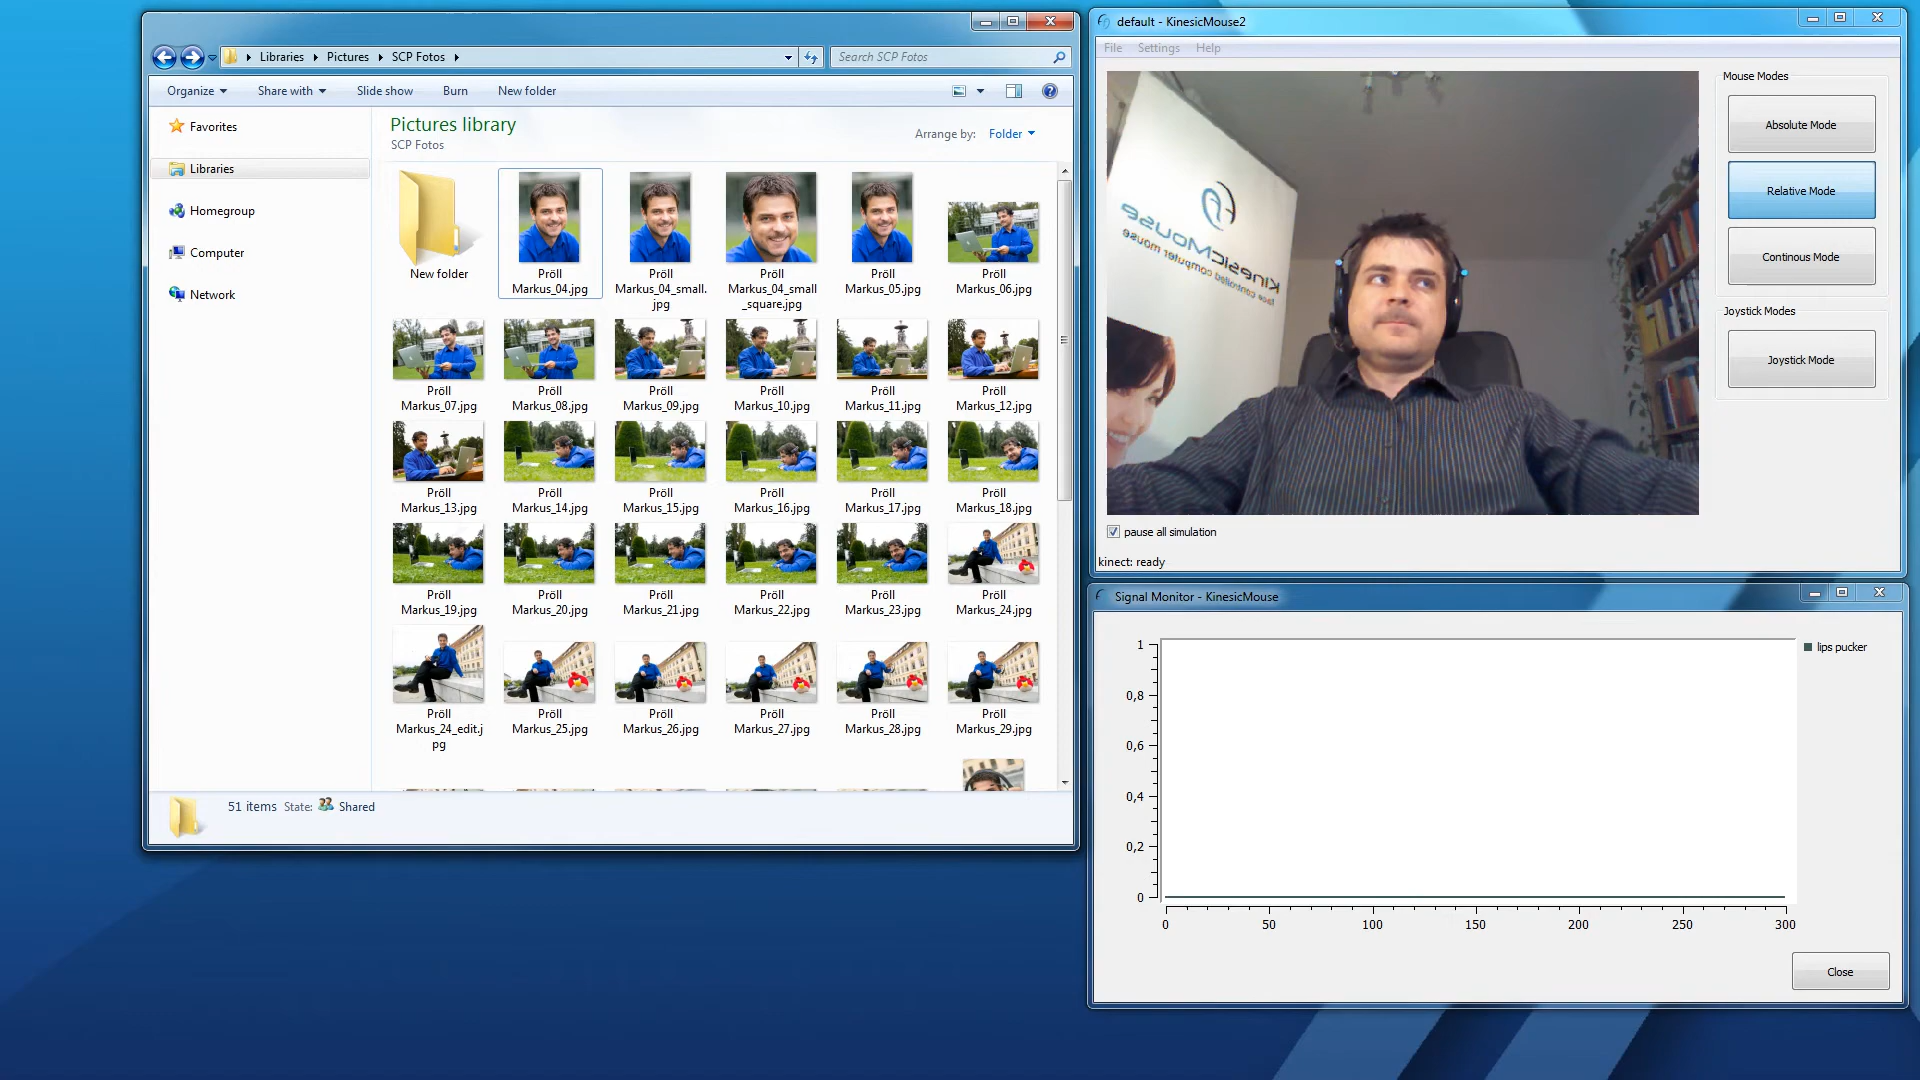 Libraries
Pictures
SCP Fotos
Search SCP Fotos
Organize
Share with
Slide show
Burn
New folder
Favorites
Libraries
Homegroup
Computer
Network
Pictures library
SCP Fotos
Arrange by:
Folder
New folder
Pröll
Markus_04.jpg
Pröll
Markus_04_small.
jpg
Pröll
Markus_04_small
_square.jpg
Pröll
Markus_05.jpg
Pröll
Markus_06.jpg
Pröll
Markus_07.jpg
Pröll
Markus_08.jpg
Pröll
Markus_09.jpg
Pröll
Markus_10.jpg
Pröll
Markus_11.jpg
Pröll
Markus_12.jpg
Pröll
Markus_13.jpg
Pröll
Markus_14.jpg
Pröll
Markus_15.jpg
Pröll
Markus_16.jpg
Pröll
Markus_17.jpg
Pröll
Markus_18.jpg
Pröll
Markus_19.jpg
Pröll
Markus_20.jpg
Pröll
Markus_21.jpg
Pröll
Markus_22.jpg
Pröll
Markus_23.jpg
Pröll
Markus_24.jpg
Pröll
Markus_24_edit.j
pg
Pröll
Markus_25.jpg
Pröll
Markus_26.jpg
Pröll
Markus_27.jpg
Pröll
Markus_28.jpg
Pröll
Markus_29.jpg
51 items State: Shared
default - KinesicMouse2
File Settings Help
KinesicMouse
face controlled computer mouse
Mouse Modes
Absolute Mode
Relative Mode
Continous Mode
Joystick Modes
Joystick Mode
pause all simulation
kinect: ready
Signal Monitor - KinesicMouse
1
0,8
0,6
0,4
0,2
0
0 50 100 150 200 250 300
lips pucker
Close